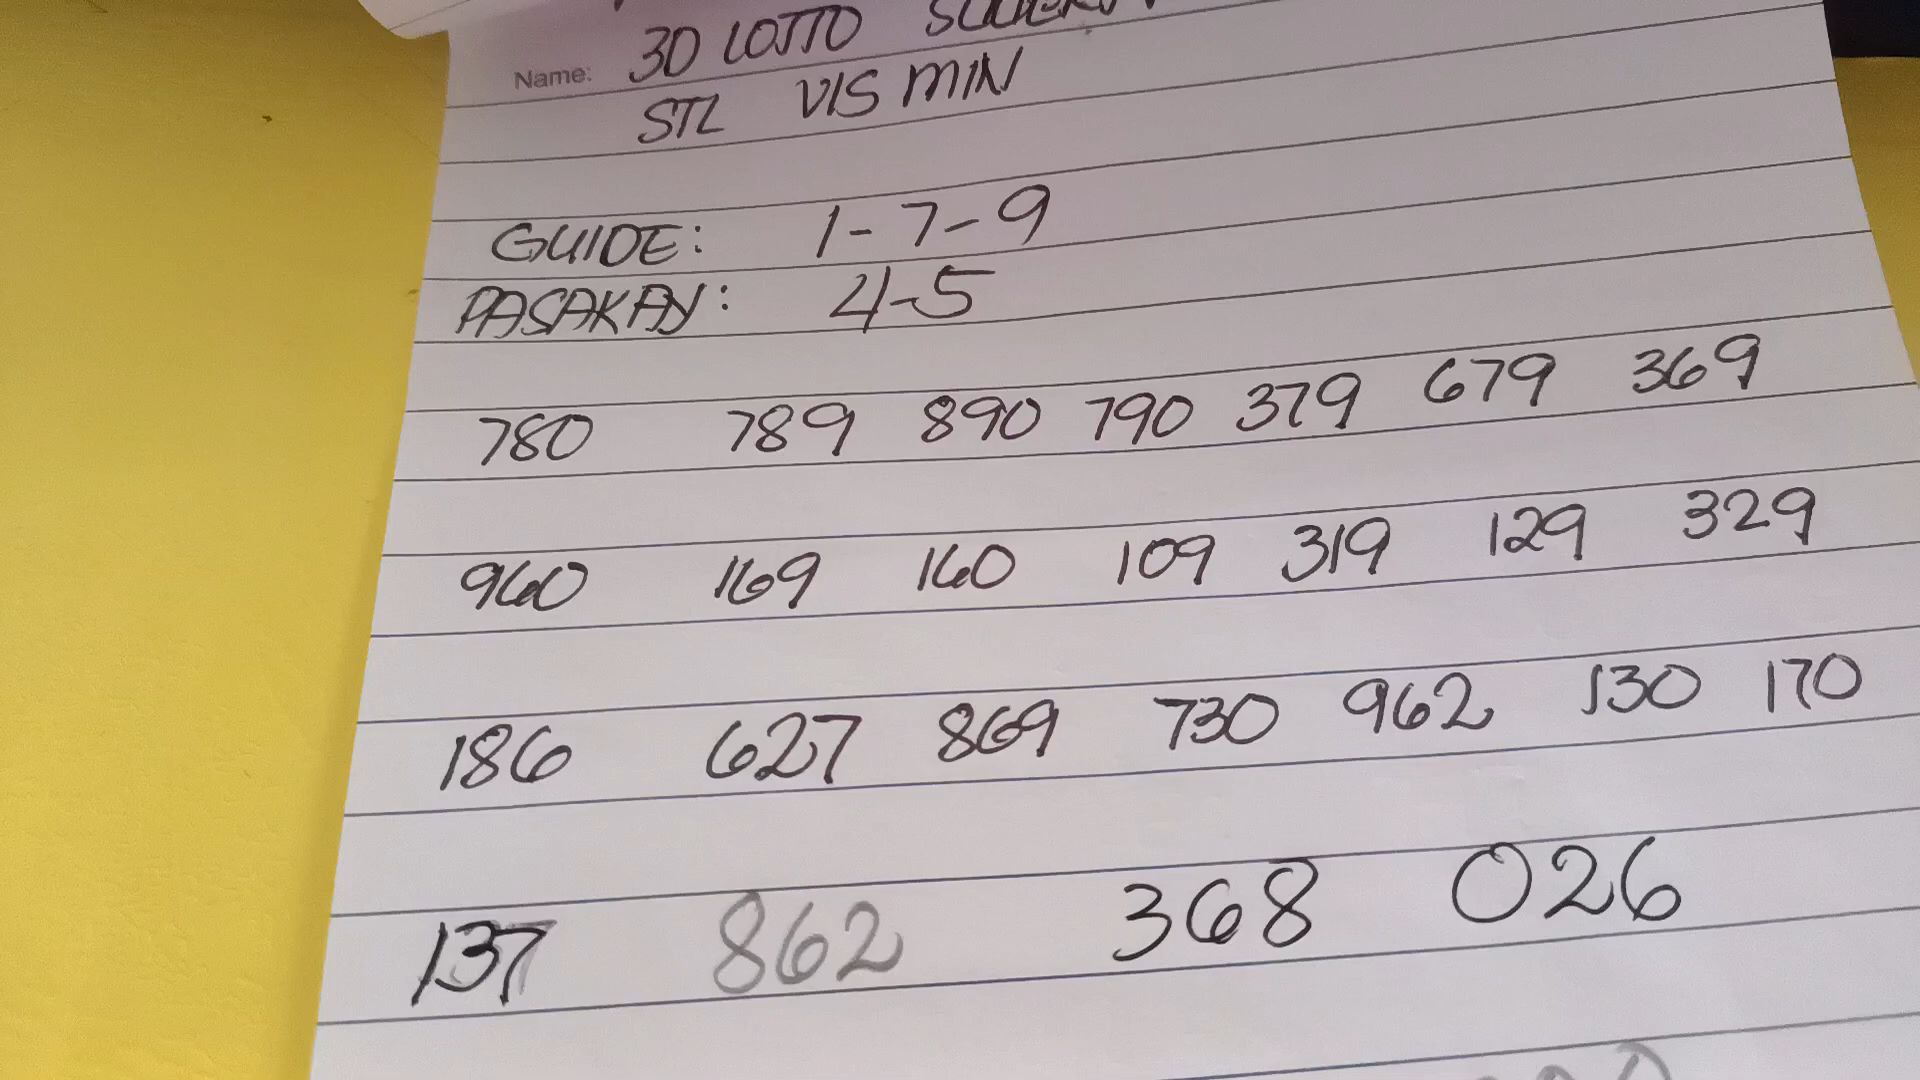 Name: 3D LOTTO
STL VIS MIN
GUIDE: 1-7-9
PASAKAY: 4-5
780 789 890 790 379 679 369
960 169 160 109 319 129 329
186 627 869 730 962 130 170
137 862 368 026